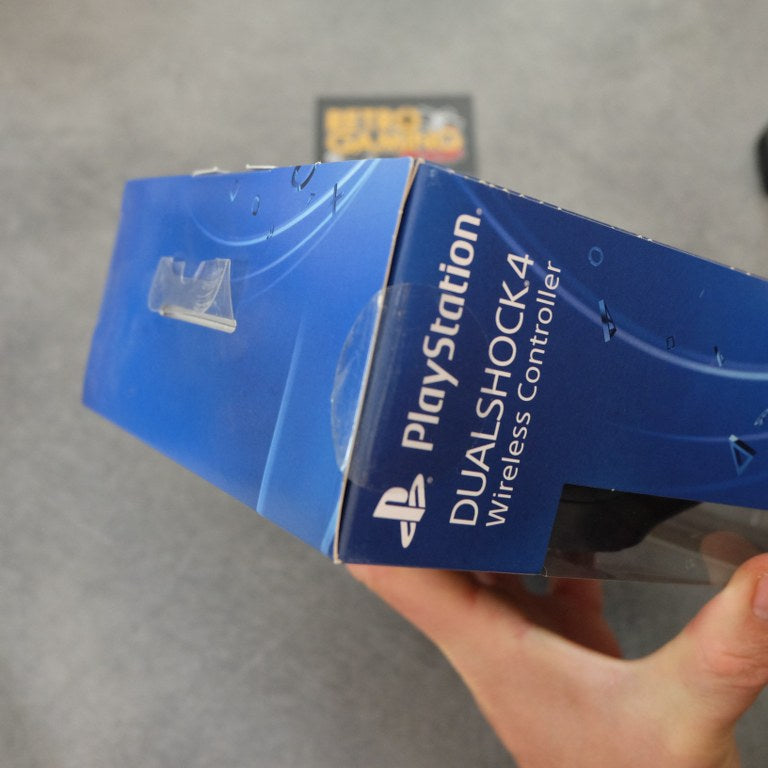 RETRO
GAMING
PlayStation®
DUALSHOCK®4
Wireless Controller